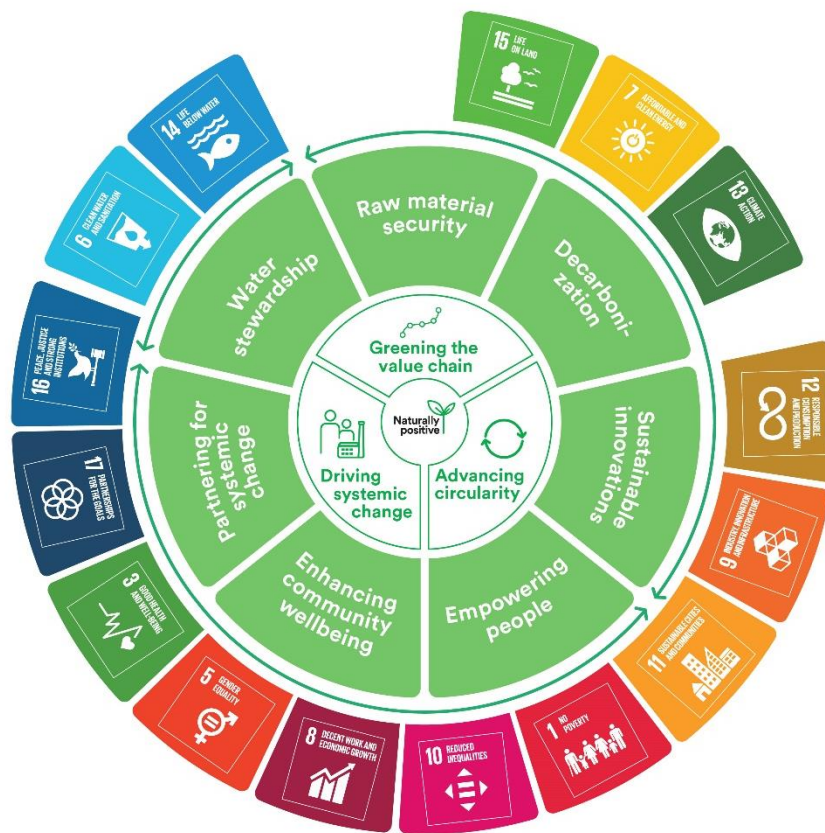 15 LIFE
ON LAND
7 AFFORDABLE AND
CLEAN ENERGY
13 CLIMATE
ACTION
12 RESPONSIBLE
CONSUMPTION
AND PRODUCTION
9 INDUSTRY, INNOVATION
AND INFRASTRUCTURE
11 SUSTAINABLE CITIES
AND COMMUNITIES
1 NO
POVERTY
10 REDUCED
INEQUALITIES
8 DECENT WORK AND
ECONOMIC GROWTH
5 GENDER
EQUALITY
3 GOOD HEALTH
AND WELL-BEING
17 PARTNERSHIPS
FOR THE GOALS
16 PEACE, JUSTICE
AND STRONG
INSTITUTIONS
6 CLEAN WATER
AND SANITATION
14 LIFE
BELOW WATER
Raw material
security
Decarboni-
zation
Sustainable
innovations
Empowering
people
Enhancing
community
wellbeing
Partnering for
systemic
change
Water
stewardship
Greening the
value chain
Advancing
circularity
Driving
systemic
change
Naturally
positive